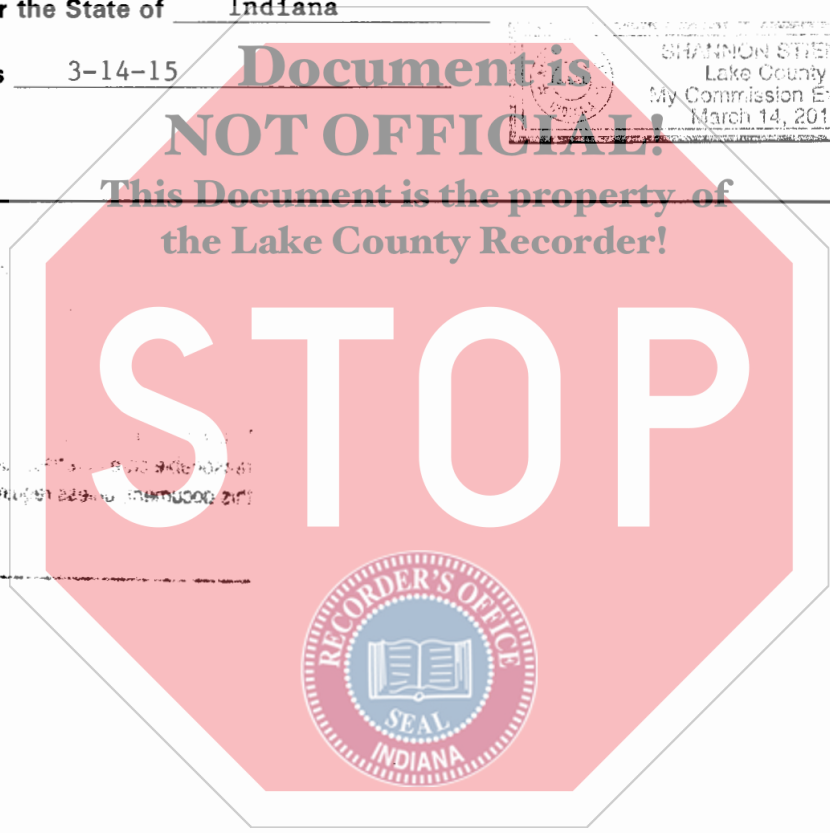 r the State of Indiana
s 3-14-15
SHANNON STIE
Lake County
My Commission E
March 14, 201
Document is
NOT OFFICIAL!
This Document is the property of
the Lake County Recorder!
STOP
RECORDER'S OFFICE
SEAL
INDIANA